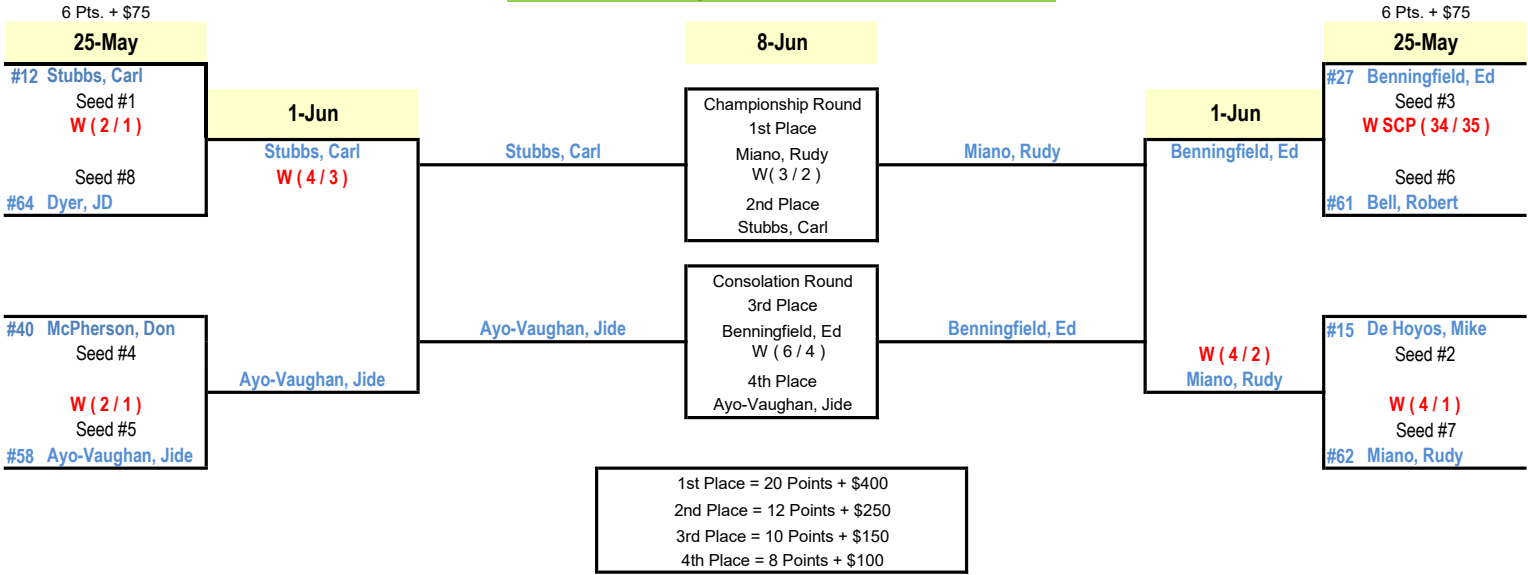 6 Pts. + $75
25-May
#12 Stubbs, Carl
Seed #1
W ( 2 / 1 )
Seed #8
#64 Dyer, JD
#40 McPherson, Don
Seed #4
W ( 2 / 1 )
Seed #5
#58 Ayo-Vaughan, Jide
1-Jun
Stubbs, Carl
W ( 4 / 3 )
Ayo-Vaughan, Jide
Stubbs, Carl
Ayo-Vaughan, Jide
8-Jun
Championship Round
1st Place
Miano, Rudy
W( 3 / 2 )
2nd Place
Stubbs, Carl
Consolation Round
3rd Place
Benningfield, Ed
W ( 6 / 4 )
4th Place
Ayo-Vaughan, Jide
Miano, Rudy
Benningfield, Ed
1-Jun
Benningfield, Ed
W ( 4 / 2 )
Miano, Rudy
6 Pts. + $75
25-May
#27 Benningfield, Ed
Seed #3
W SCP ( 34 / 35 )
Seed #6
#61 Bell, Robert
#15 De Hoyos, Mike
Seed #2
W ( 4 / 1 )
Seed #7
#62 Miano, Rudy
1st Place = 20 Points + $400
2nd Place = 12 Points + $250
3rd Place = 10 Points + $150
4th Place = 8 Points + $100